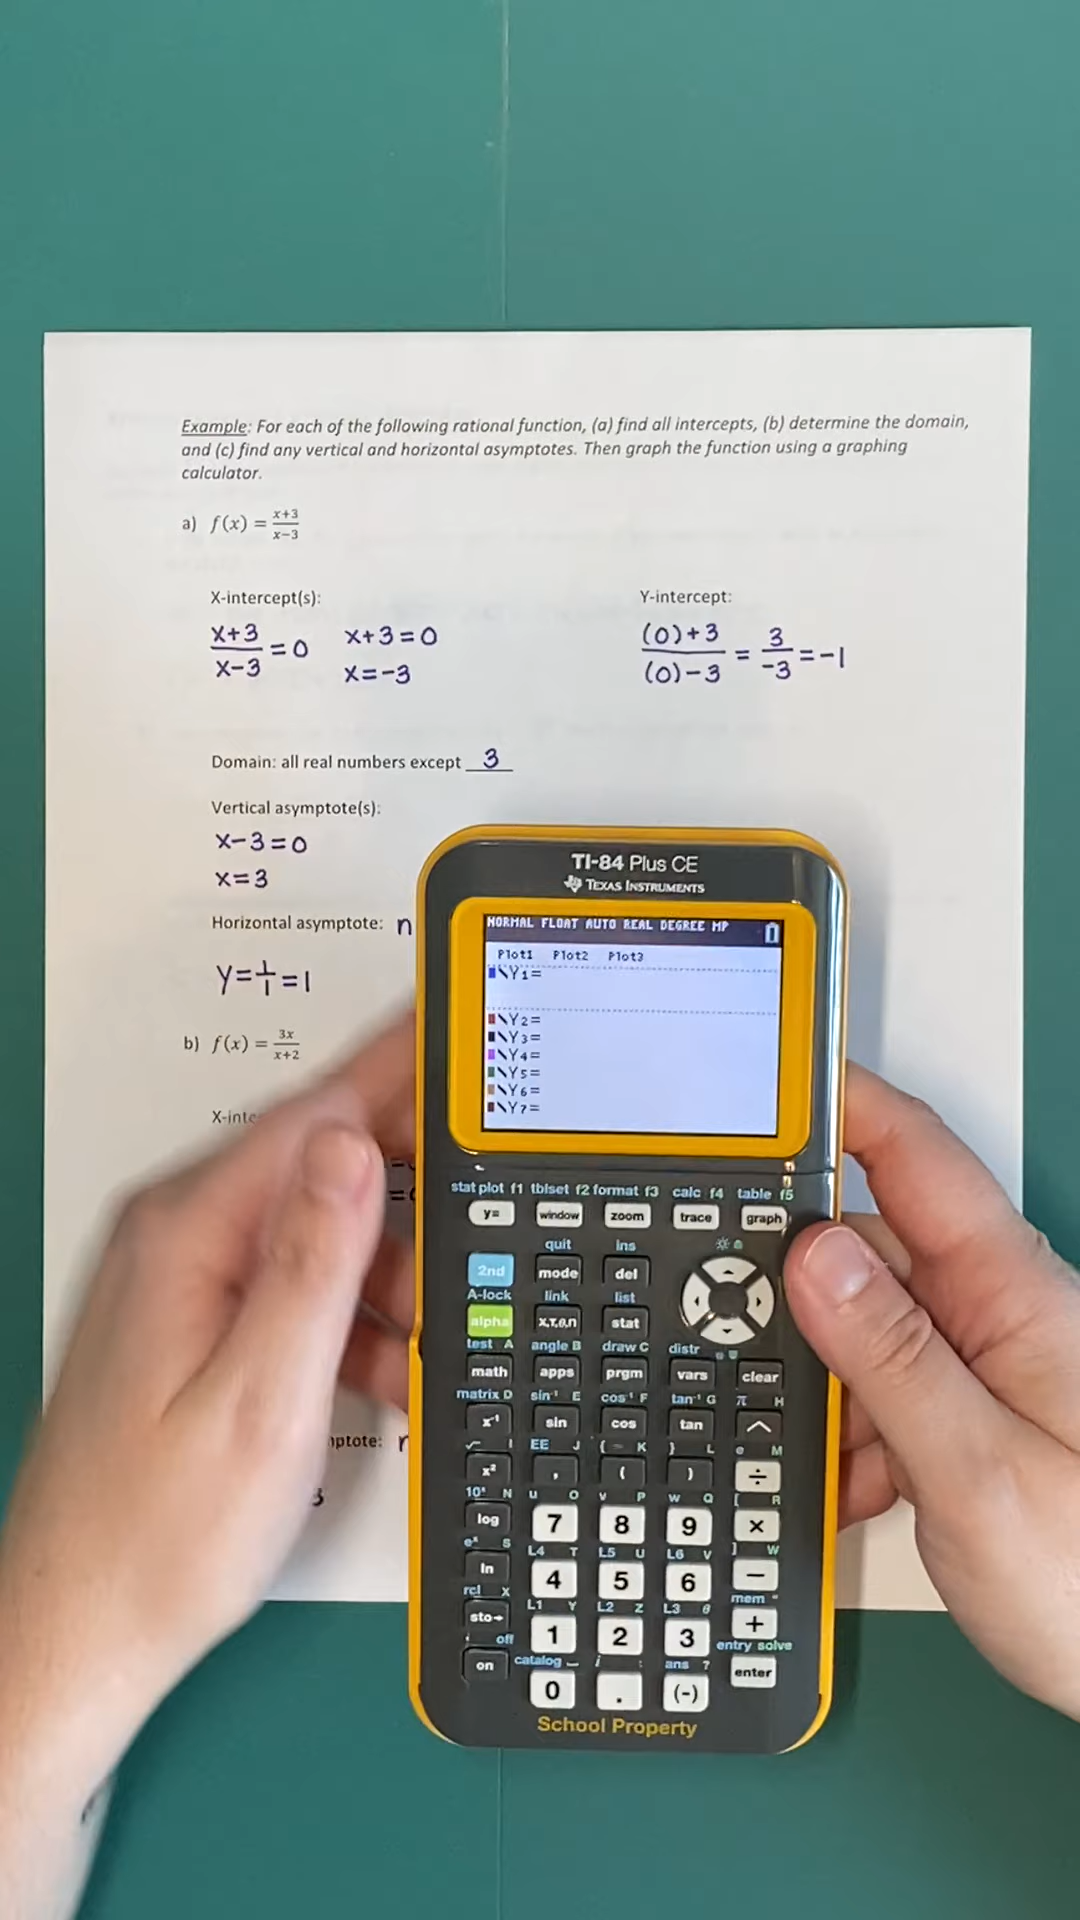 Example: For each of the following rational function, (a) find all intercepts, (b) determine the domain,
and (c) find any vertical and horizontal asymptotes. Then graph the function using a graphing
calculator.
a) f(x) = x+3/x−3
X-intercept(s):
x+3/x−3 = 0 x+3=0
x=−3
Y-intercept:
(0)+3/(0)−3 = 3/−3 = −1
Domain: all real numbers except 3
Vertical asymptote(s):
x−3=0
x=3
Horizontal asymptote: n
y=1/1=1
b) f(x) = 3x/x+2
X-inte
mptote:
3
TI-84 Plus CE
TEXAS INSTRUMENTS
NORMAL FLOAT AUTO REAL DEGREE MP
Plot1 Plot2 Plot3
\Y1=
\Y2=
\Y3=
\Y4=
\Y5=
\Y6=
\Y7=
stat plot f1 tblset f2 format f3 calc f4 table f5
y= window zoom trace graph
quit ins
2nd mode del
A-lock link list
alpha X,T,θ,n stat
test A angle B draw C distr
math apps prgm vars clear
matrix D sin⁻¹ E cos⁻¹ F tan⁻¹ G π H
x⁻¹ sin cos tan ^
√ I EE J { K } L e M
x² , ( ) ÷
10ˣ N u O v P w Q [ R
log 7 8 9 ×
eˣ S L4 T L5 U L6 V ] W
ln 4 5 6 −
rcl X L1 Y L2 Z L3 θ mem "
sto→ 1 2 3 +
off catalog i : ans ? entry solve
on 0 . (-) enter
School Property